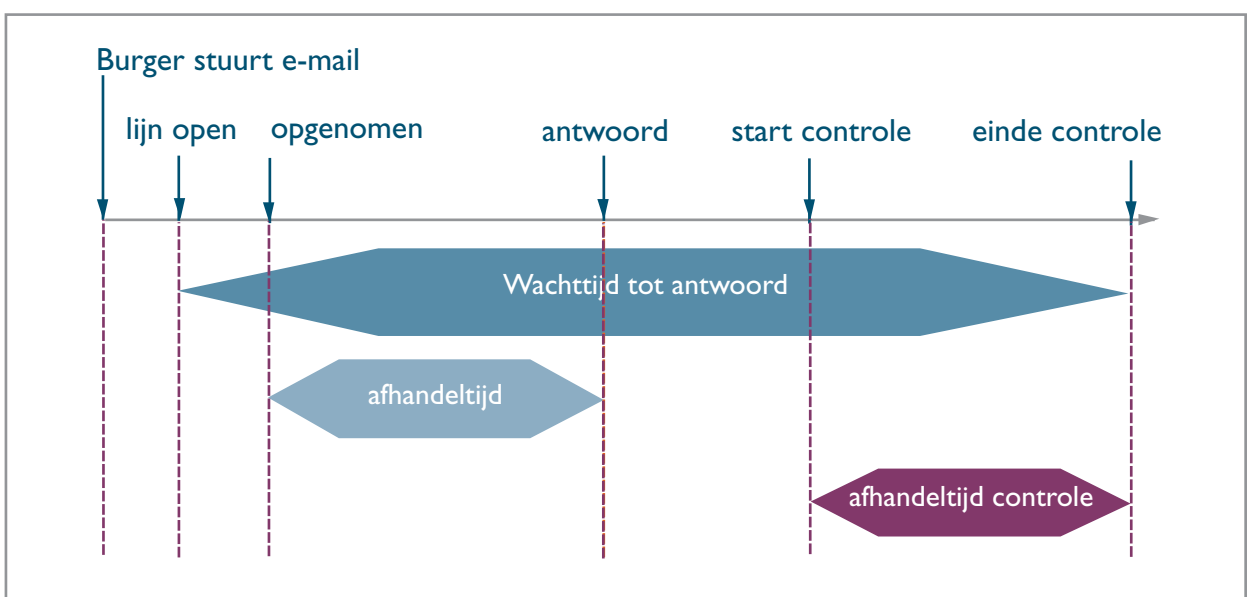 Burger stuurt e-mail
lijn open
opgenomen
antwoord
start controle
einde controle
Wachttijd tot antwoord
afhandeltijd
afhandeltijd controle